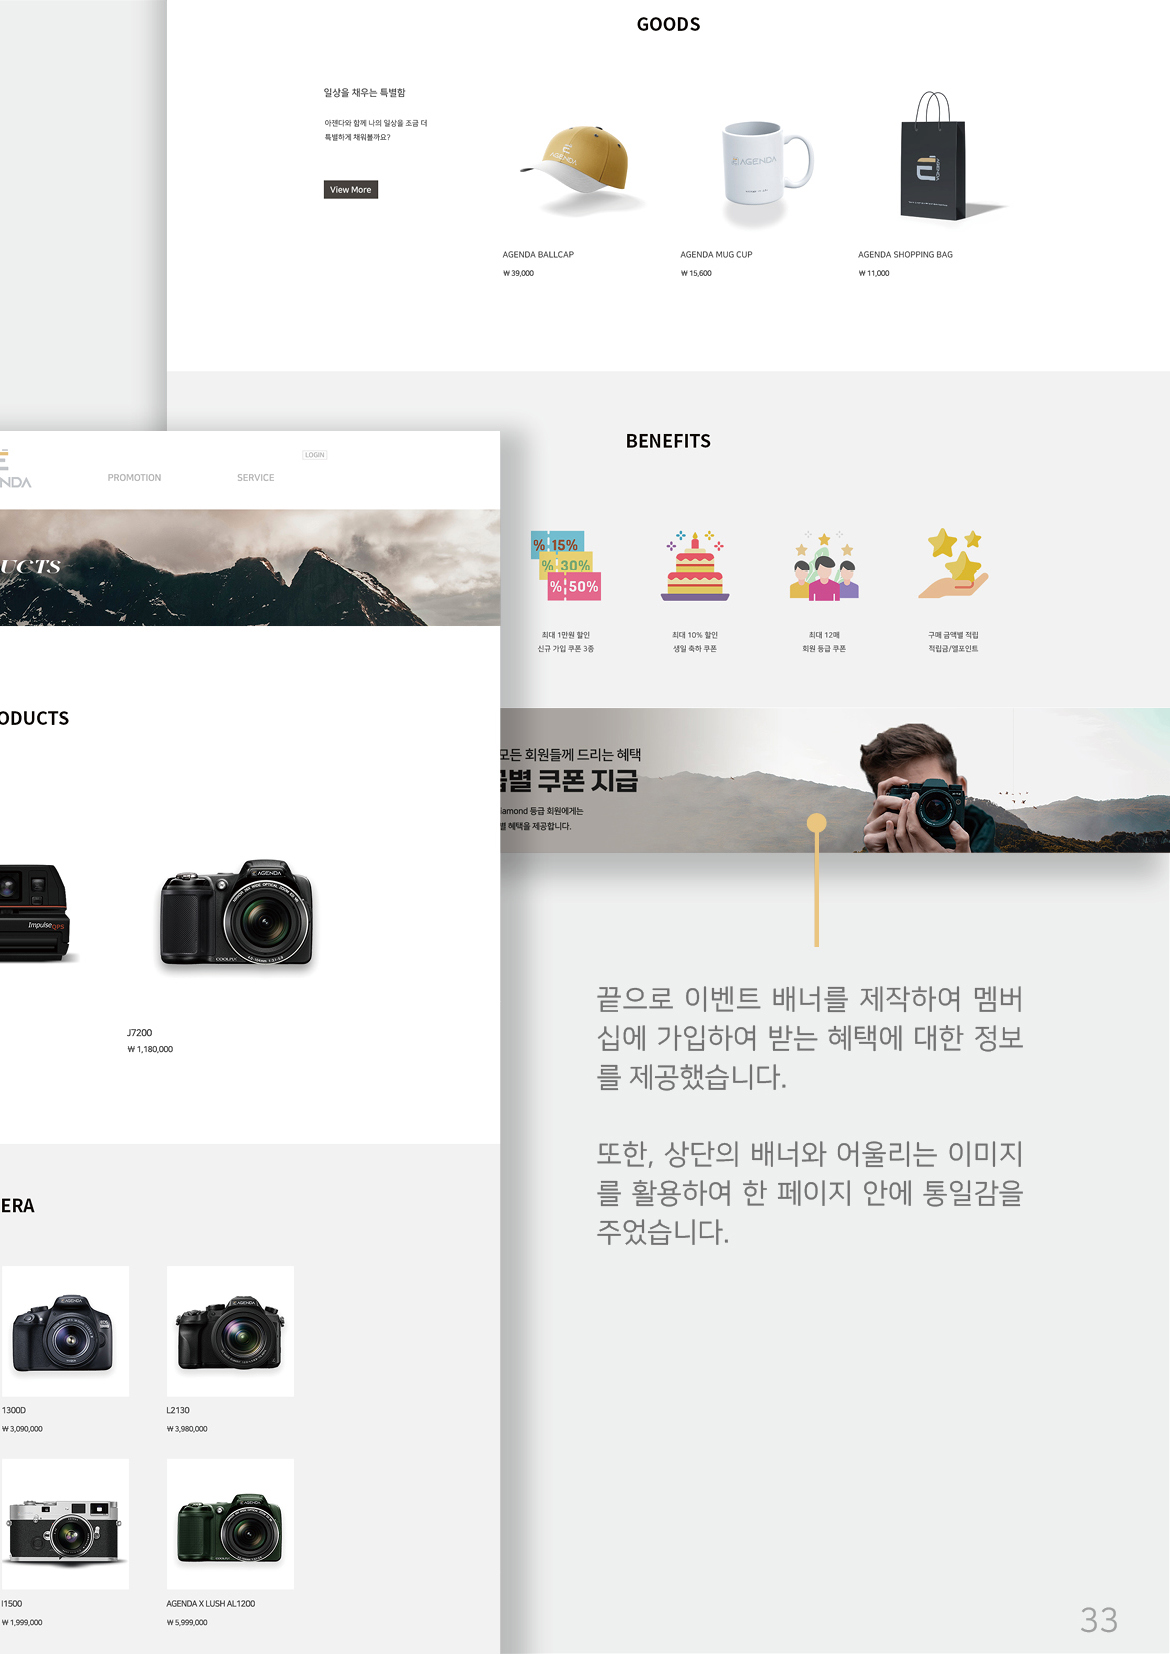 GOODS
일상을 채우는 특별함
아젠다와 함께 나의 일상을 조금 더
특별하게 채워볼까요?
View More
AGENDA
AGENDA
AGENDA
AGENDA BALLCAP
₩ 39,000
AGENDA MUG CUP
₩ 15,600
AGENDA SHOPPING BAG
₩ 11,000
BENEFITS
% 15%
% 30%
% 50%
최대 1만원 할인
신규 가입 쿠폰 3종
최대 10% 할인
생일 축하 쿠폰
최대 12매
회원 등급 쿠폰
구매 금액별 적립
적립금/엘포인트
모든 회원들께 드리는 혜택
급별 쿠폰 지급
iamond 등급 회원에게는
별 혜택을 제공합니다.
NDA
LOGIN
PROMOTION
SERVICE
UCTS
ODUCTS
Impulse QPS
AGENDA
COOLPIX
J7200
₩ 1,180,000
ERA
AGENDA
AGENDA
1300D
₩ 3,090,000
L2130
₩ 3,980,000
AGENDA
COOLPIX
I1500
₩ 1,999,000
AGENDA X LUSH AL1200
₩ 5,999,000
끝으로 이벤트 배너를 제작하여 멤버
십에 가입하여 받는 혜택에 대한 정보
를 제공했습니다.
또한, 상단의 배너와 어울리는 이미지
를 활용하여 한 페이지 안에 통일감을
주었습니다.
33